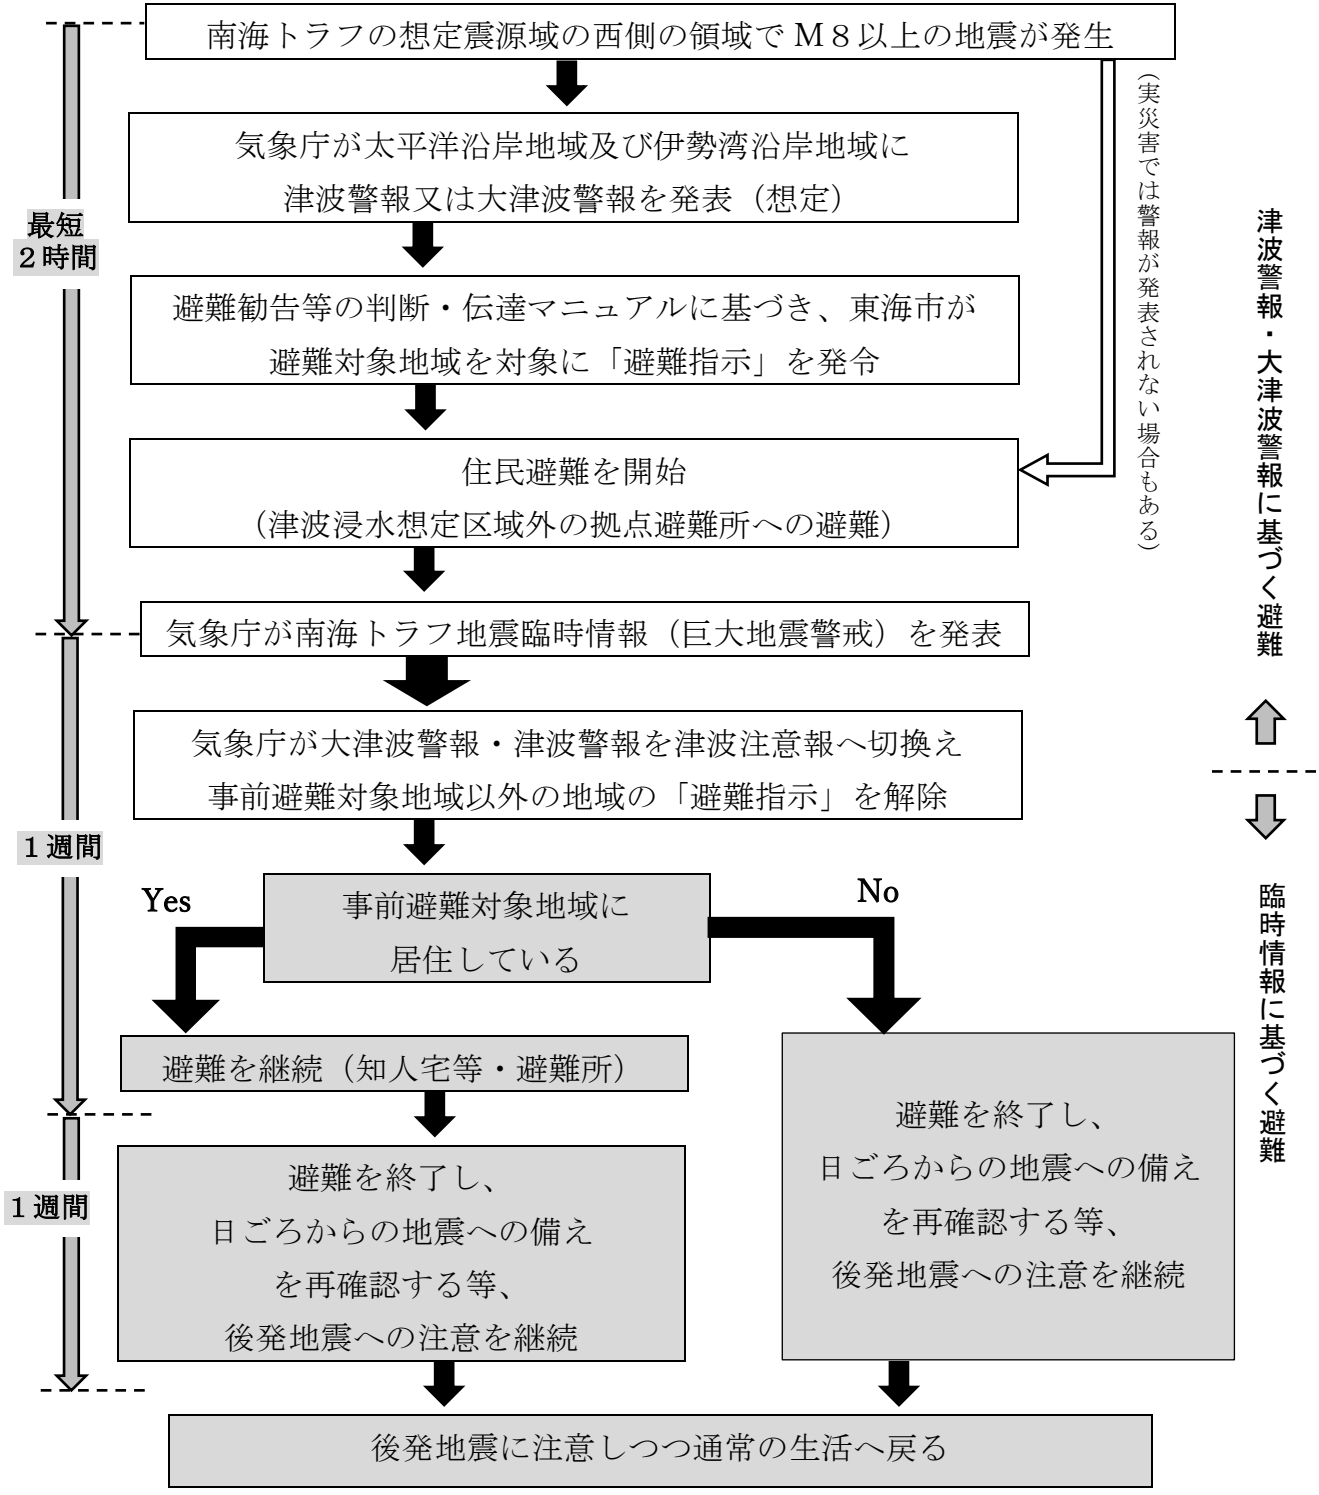 南海トラフの想定震源域の西側の領域でM8以上の地震が発生
気象庁が太平洋沿岸地域及び伊勢湾沿岸地域に
津波警報又は大津波警報を発表（想定）
（実災害では警報が発表されない場合もある）
最短
２時間
避難勧告等の判断・伝達マニュアルに基づき、東海市が
避難対象地域を対象に「避難指示」を発令
住民避難を開始
（津波浸水想定区域外の拠点避難所への避難）
津波警報・大津波警報に基づく避難
気象庁が南海トラフ地震臨時情報（巨大地震警戒）を発表
気象庁が大津波警報・津波警報を津波注意報へ切換え
事前避難対象地域以外の地域の「避難指示」を解除
１週間
Yes
事前避難対象地域に
居住している
No
臨時情報に基づく避難
避難を継続（知人宅等・避難所）
１週間
避難を終了し、
日ごろからの地震への備え
を再確認する等、
後発地震への注意を継続
避難を終了し、
日ごろからの地震への備え
を再確認する等、
後発地震への注意を継続
後発地震に注意しつつ通常の生活へ戻る